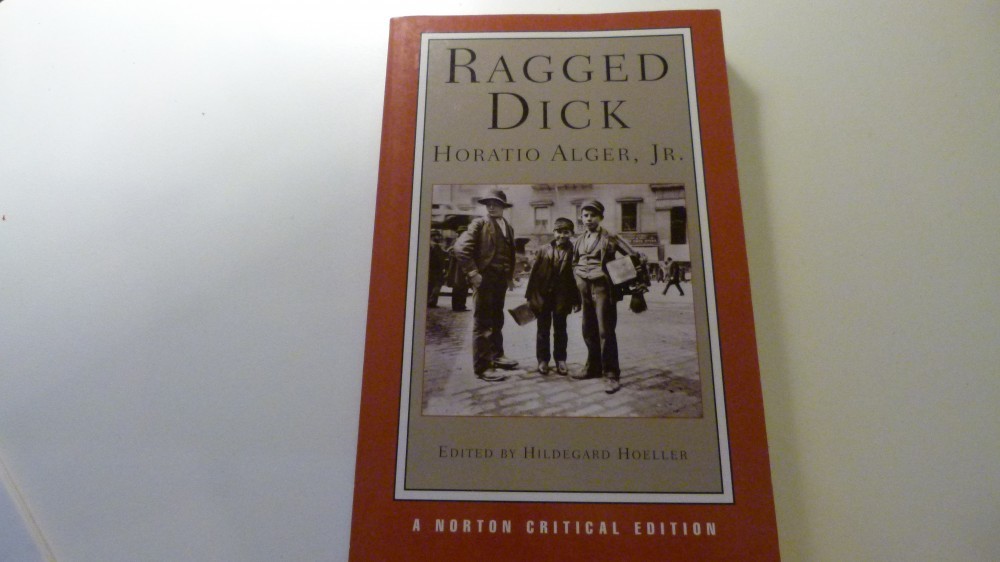 RAGGED
DICK
HORATIO ALGER, JR.
EDITED BY HILDEGARD HOELLER
A NORTON CRITICAL EDITION